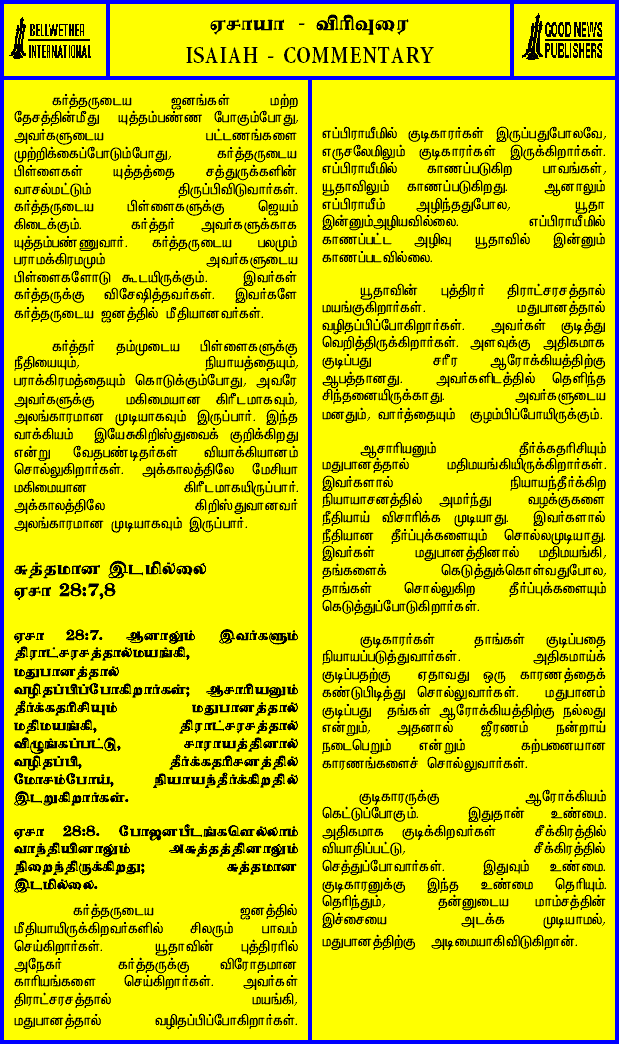 BELLWETHER
INTERNATIONAL
ஏசாயா - விரிவுரை
ISAIAH - COMMENTARY
GOOD NEWS
PUBLISHERS
கர்த்தருடைய ஜனங்கள் மற்ற
தேசத்தின்மீது யுத்தம்பண்ண போகும்போது,
அவர்களுடைய பட்டணங்களை
முற்றிக்கைப்போடும்போது, கர்த்தருடைய
பிள்ளைகள் யுத்தத்தை சத்துருக்களின்
வாசல்மட்டும் திருப்பிவிடுவார்கள்.
கர்த்தருடைய பிள்ளைகளுக்கு ஜெயம்
கிடைக்கும். கர்த்தர் அவர்களுக்காக
யுத்தம்பண்ணுவார். கர்த்தருடைய பலமும்
பராமக்கிரமமும் அவர்களுடைய
பிள்ளைகளோடு கூடயிருக்கும். இவர்கள்
கர்த்தருக்கு விசேஷித்தவர்கள். இவர்களே
கர்த்தருடைய ஜனத்தில் மீதியானவர்கள்.
கர்த்தர் தம்முடைய பிள்ளைகளுக்கு
நீதியையும், நியாயத்தையும்,
பராக்கிரமத்தையும் கொடுக்கும்போது, அவரே
அவர்களுக்கு மகிமையான கிரீடமாகவும்,
அலங்காரமான முடியாகவும் இருப்பார். இந்த
வாக்கியம் இயேசுகிறிஸ்துவைக் குறிக்கிறது
என்று வேதபண்டிதர்கள் வியாக்கியானம்
சொல்லுகிறார்கள். அக்காலத்திலே மேசியா
மகிமையான கிரீடமாகயிருப்பார்.
அக்காலத்திலே கிறிஸ்துவானவர்
அலங்காரமான முடியாகவும் இருப்பார்.
சுத்தமான இடமில்லை
ஏசா 28:7,8
ஏசா 28:7. ஆனாலும் இவர்களும்
திராட்சரசத்தால்மயங்கி,
மதுபானத்தால்
வழிதப்பிப்போகிறார்கள்; ஆசாரியனும்
தீர்க்கதரிசியும் மதுபானத்தால்
மதிமயங்கி, திராட்சரசத்தால்
விழுங்கப்பட்டு, சாராயத்தினால்
வழிதப்பி, தீர்க்கதரிசனத்தில்
மோசம்போய், நியாயந்தீர்க்கிறதில்
இடறுகிறார்கள்.
ஏசா 28:8. போஜனபீடங்களெல்லாம்
வாந்தியினாலும் அசுத்தத்தினாலும்
நிறைந்திருக்கிறது; சுத்தமான
இடமில்லை.
கர்த்தருடைய ஜனத்தில்
மீதியாயிருக்கிறவர்களில் சிலரும் பாவம்
செய்கிறார்கள். யூதாவின் புத்திரரில்
அநேகர் கர்த்தருக்கு விரோதமான
காரியங்களை செய்கிறார்கள். அவர்கள்
திராட்சரசத்தால் மயங்கி,
மதுபானத்தால் வழிதப்பிப்போகிறார்கள்.
எப்பிராயீமில் குடிகாரர்கள் இருப்பதுபோலவே,
எருசலேமிலும் குடிகாரர்கள் இருக்கிறார்கள்.
எப்பிராயீமில் காணப்படுகிற பாவங்கள்,
யூதாவிலும் காணப்படுகிறது. ஆனாலும்
எப்பிராயீம் அழிந்ததுபோல, யூதா
இன்னும்அழியவில்லை. எப்பிராயீமில்
காணப்பட்ட அழிவு யூதாவில் இன்னும்
காணப்படவில்லை.
யூதாவின் புத்திரர் திராட்சரசத்தால்
மயங்குகிறார்கள். மதுபானத்தால்
வழிதப்பிப்போகிறார்கள். அவர்கள் குடித்து
வெறித்திருக்கிறார்கள். அளவுக்கு அதிகமாக
குடிப்பது சரீர ஆரோக்கியத்திற்கு
ஆபத்தானது. அவர்களிடத்தில் தெளிந்த
சிந்தனையிருக்காது. அவர்களுடைய
மனதும், வார்த்தையும் குழம்பிப்போயிருக்கும்.
ஆசாரியனும் தீர்க்கதரிசியும்
மதுபானத்தால் மதிமயங்கியிருக்கிறார்கள்.
இவர்களால் நியாயந்தீர்க்கிற
நியாயாசனத்தில் அமர்ந்து வழக்குகளை
நீதியாய் விசாரிக்க முடியாது. இவர்களால்
நீதியான தீர்ப்புக்களையும் சொல்லமுடியாது.
இவர்கள் மதுபானத்தினால் மதிமயங்கி,
தங்களைக் கெடுத்துக்கொள்வதுபோல,
தாங்கள் சொல்லுகிற தீர்ப்புக்களையும்
கெடுத்துப்போடுகிறார்கள்.
குடிகாரர்கள் தாங்கள் குடிப்பதை
நியாயப்படுத்துவார்கள். அதிகமாய்க்
குடிப்பதற்கு ஏதாவது ஒரு காரணத்தைக்
கண்டுபிடித்து சொல்லுவார்கள். மதுபானம்
குடிப்பது தங்கள் ஆரோக்கியத்திற்கு நல்லது
என்றும், அதனால் ஜீரணம் நன்றாய்
நடைபெறும் என்றும் கற்பனையான
காரணங்களைச் சொல்லுவார்கள்.
குடிகாரருக்கு ஆரோக்கியம்
கெட்டுப்போகும். இதுதான் உண்மை.
அதிகமாக குடிக்கிறவர்கள் சீக்கிரத்தில்
வியாதிப்பட்டு, சீக்கிரத்தில்
செத்துப்போவார்கள். இதுவும் உண்மை.
குடிகாரனுக்கு இந்த உண்மை தெரியும்.
தெரிந்தும், தன்னுடைய மாம்சத்தின்
இச்சையை அடக்க முடியாமல்,
மதுபானத்திற்கு அடிமையாகிவிடுகிறான்.